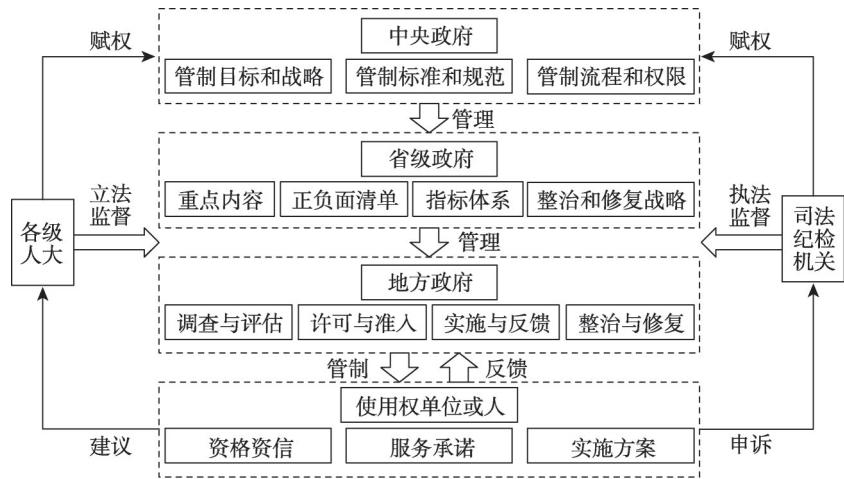 中央政府
赋权
赋权
管制目标和战略
管制标准和规范
管制流程和权限
管理
省级政府
重点内容
正负面清单
指标体系
整治和修复战略
立法
监督
执法
监督
各级
人大
司法
纪检
机关
管理
地方政府
调查与评估
许可与准入
实施与反馈
整治与修复
管制
反馈
使用权单位或人
建议
资格资信
服务承诺
实施方案
申诉